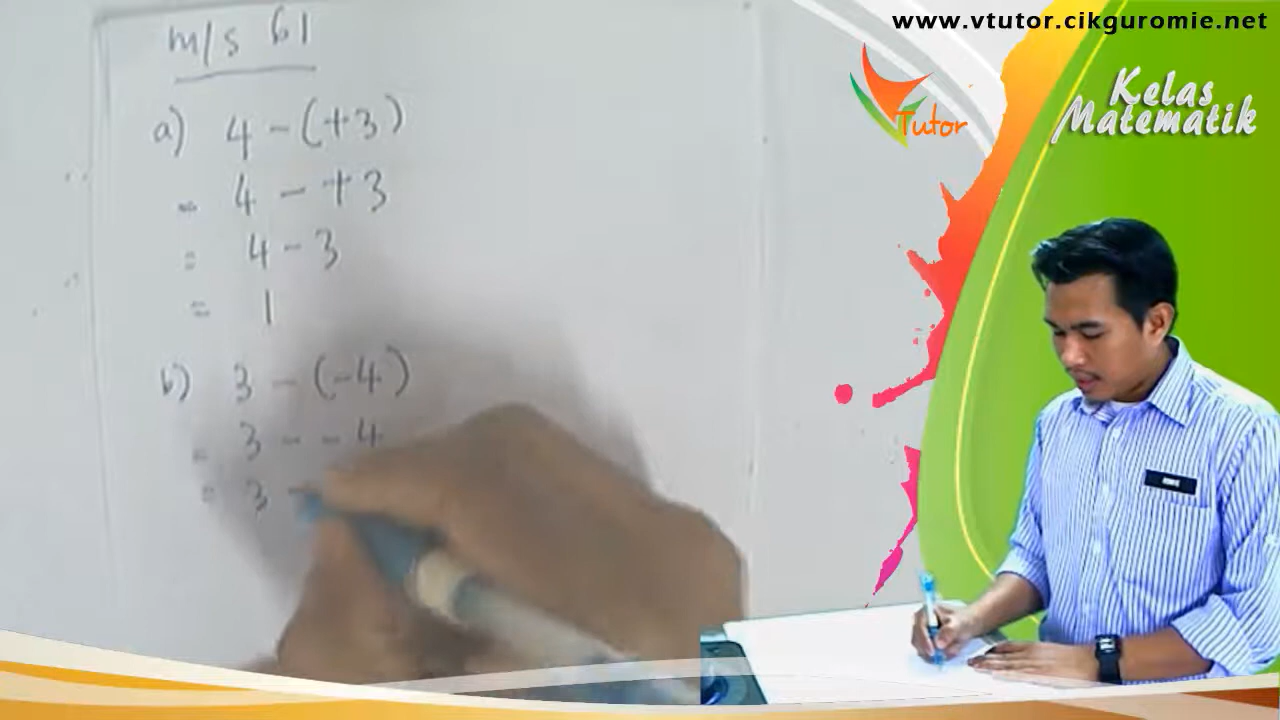 www.vtutor.cikguromie.net
Kelas
Matematik
Tutor
m/s 61
a) 4 - (+3)
= 4 - +3
= 4 - 3
= 1
b) 3 - (-4)
= 3 - - 4
= 3